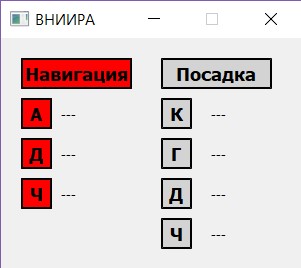 ВНИИРА
Навигация Посадка
А --- К ---
Д --- Г ---
Ч --- Д ---
Ч ---